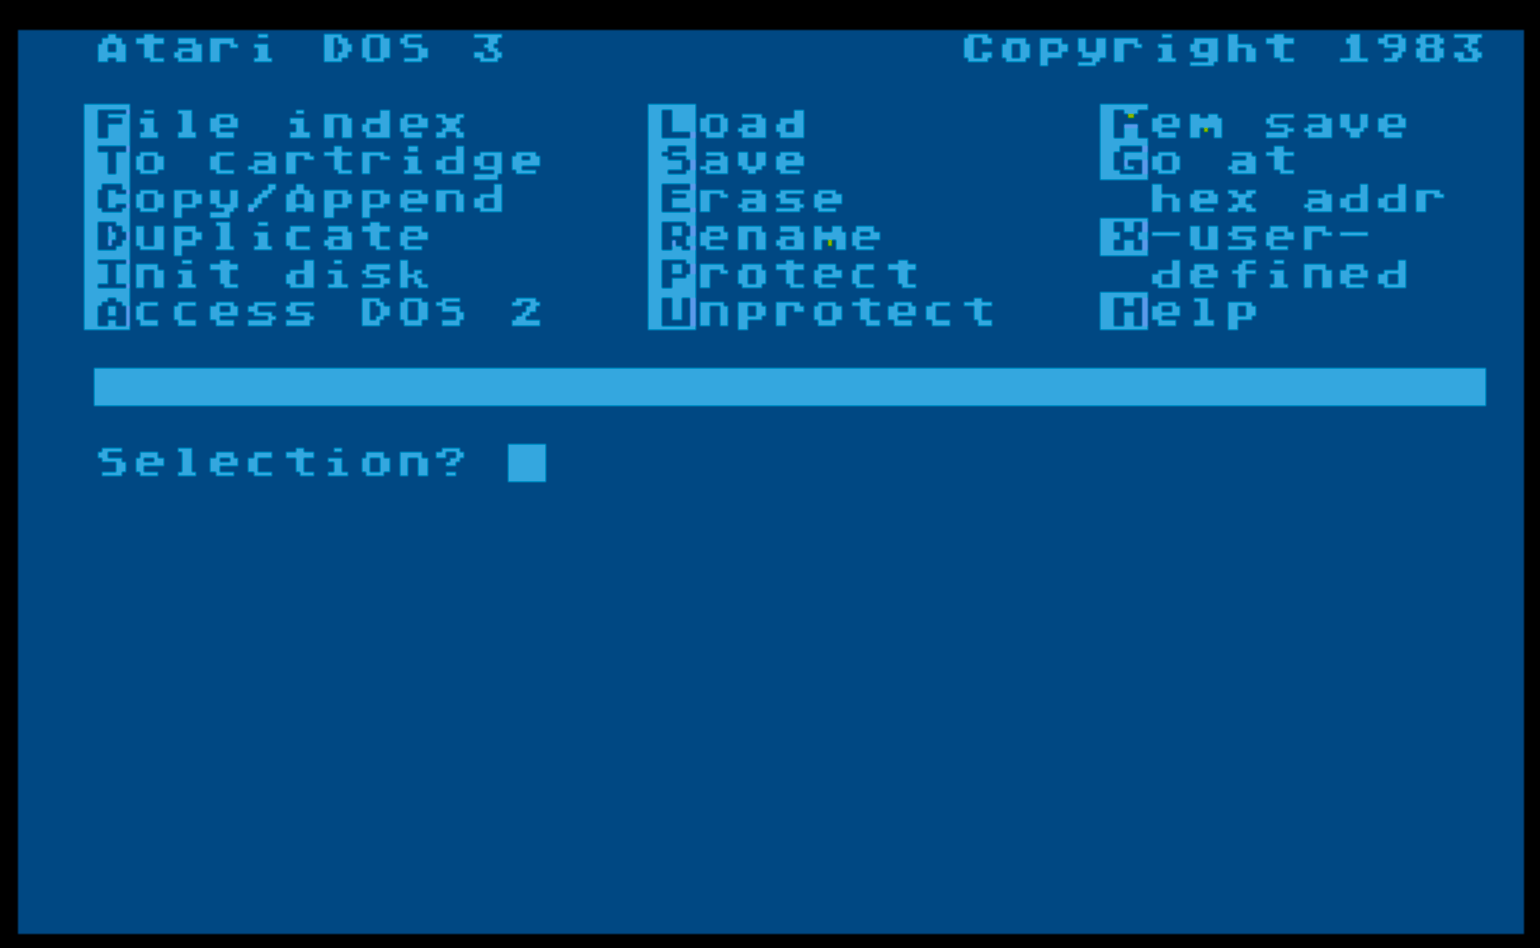 Atari DOS 3 Copyright 1983
File index Load Mem save
To cartridge Save Go at
Copy/Append Erase hex addr
Duplicate Rename X-user-
Init disk Protect defined
Access DOS 2 Unprotect Help
Selection?